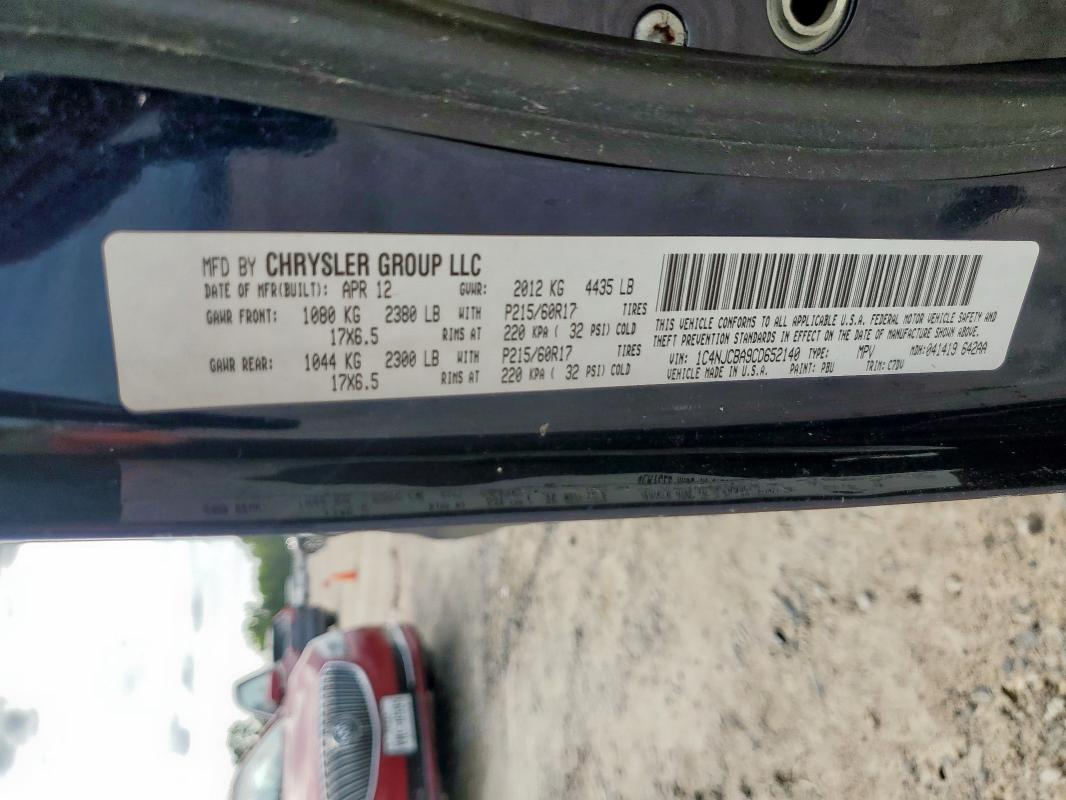 MFD BY CHRYSLER GROUP LLC
DATE OF MFR(BUILT): APR 12 GVWR: 2012 KG 4435 LB
GAWR FRONT: 1080 KG 2380 LB WITH P215/60R17 TIRES
17X6.5 RIMS AT 220 KPA ( 32 PSI) COLD
GAWR REAR: 1044 KG 2300 LB WITH P215/60R17 TIRES
17X6.5 RIMS AT 220 KPA ( 32 PSI) COLD
THIS VEHICLE CONFORMS TO ALL APPLICABLE U.S.A. FEDERAL MOTOR VEHICLE SAFETY AND
THEFT PREVENTION STANDARDS IN EFFECT ON THE DATE OF MANUFACTURE SHOWN ABOVE.
VIN: 1C4NJCBA9CD652140 TYPE: MPV MDH:041419 642AA
VEHICLE MADE IN U.S.A. PAINT: PBU TRIM: C7DV